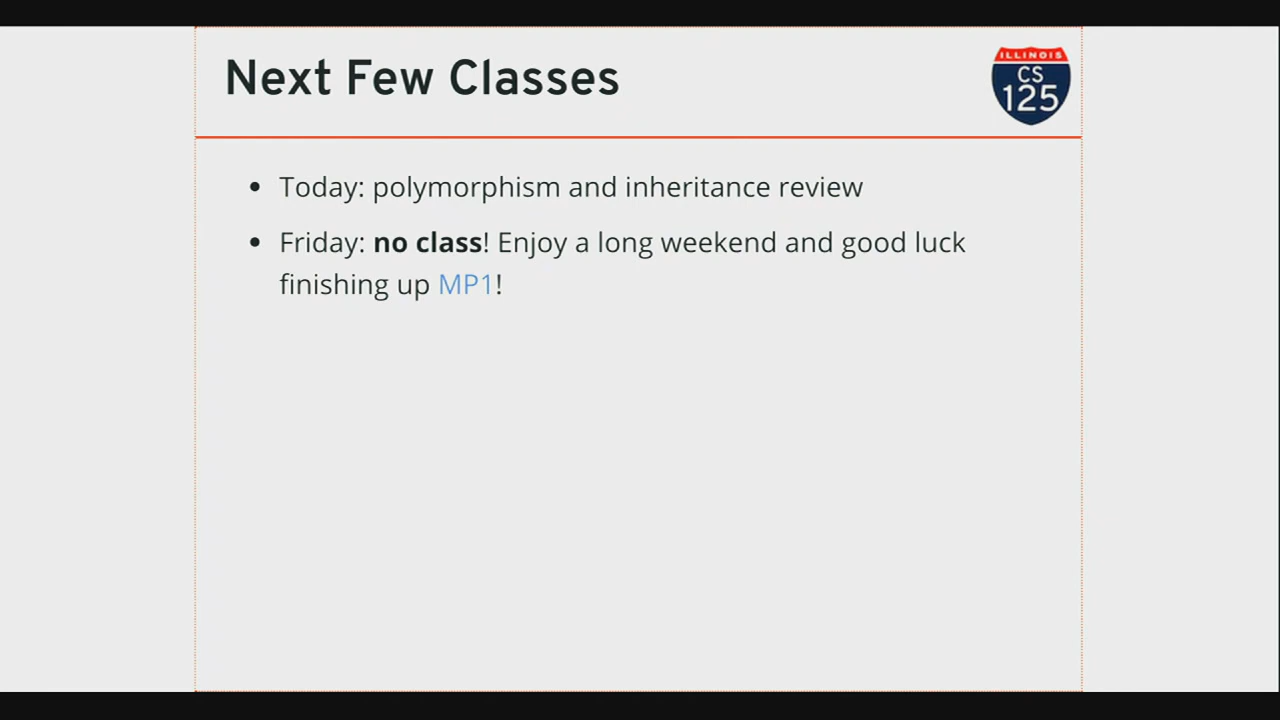 Next Few Classes
ILLINOIS
CS
125
• Today: polymorphism and inheritance review
• Friday: no class! Enjoy a long weekend and good luck
finishing up MP1!